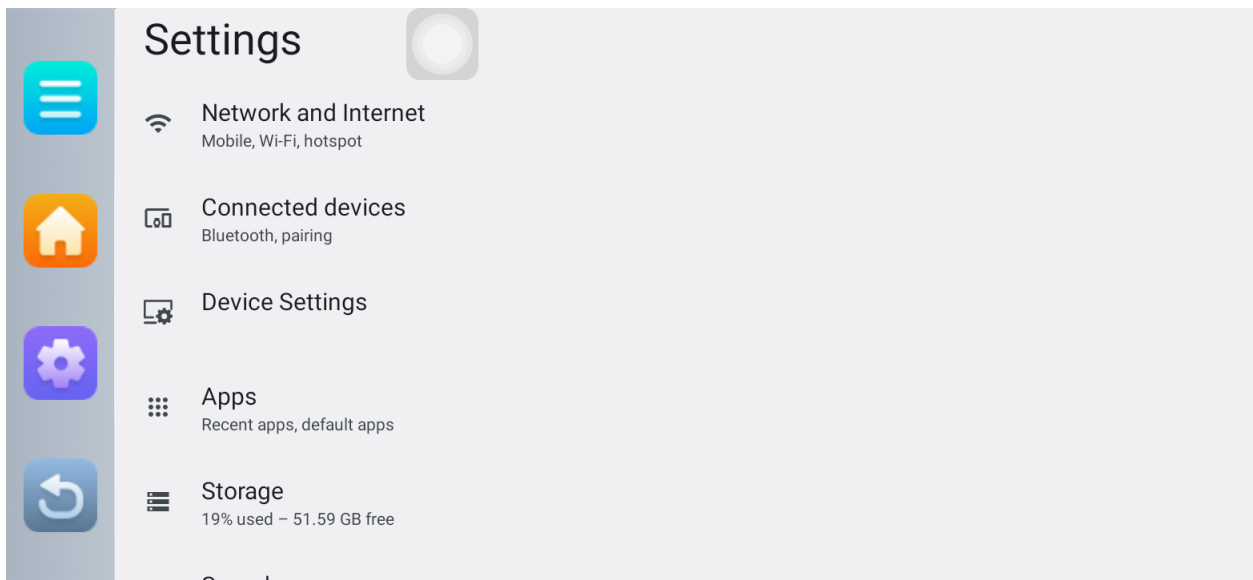 Settings
Network and Internet
Mobile, Wi-Fi, hotspot
Connected devices
Bluetooth, pairing
Device Settings
Apps
Recent apps, default apps
Storage
19% used – 51.59 GB free